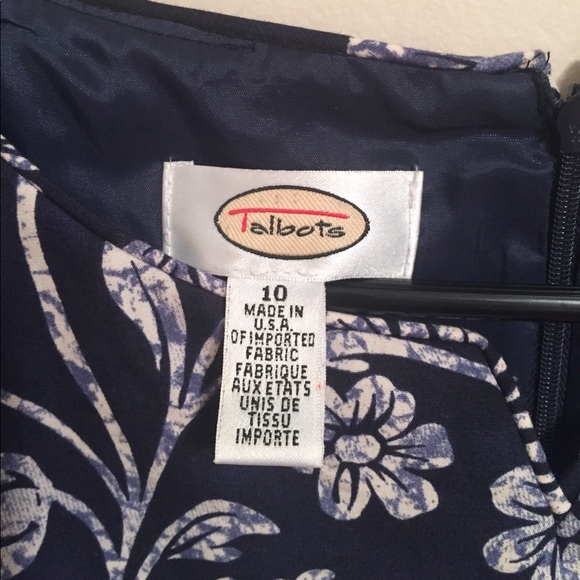 Talbots
10
MADE IN
U.S.A.
OF IMPORTED
FABRIC
FABRIQUE
AUX ETATS
UNIS DE
TISSU
IMPORTE